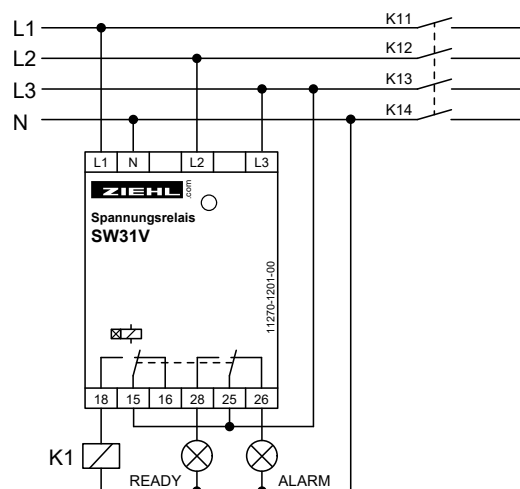 L1
K11
L2
K12
L3
K13
N
K14
L1 N L2 L3
ZIEHL .com
Spannungsrelais
SW31V
11270-1201-00
18 15 16 28 25 26
K1
READY
ALARM